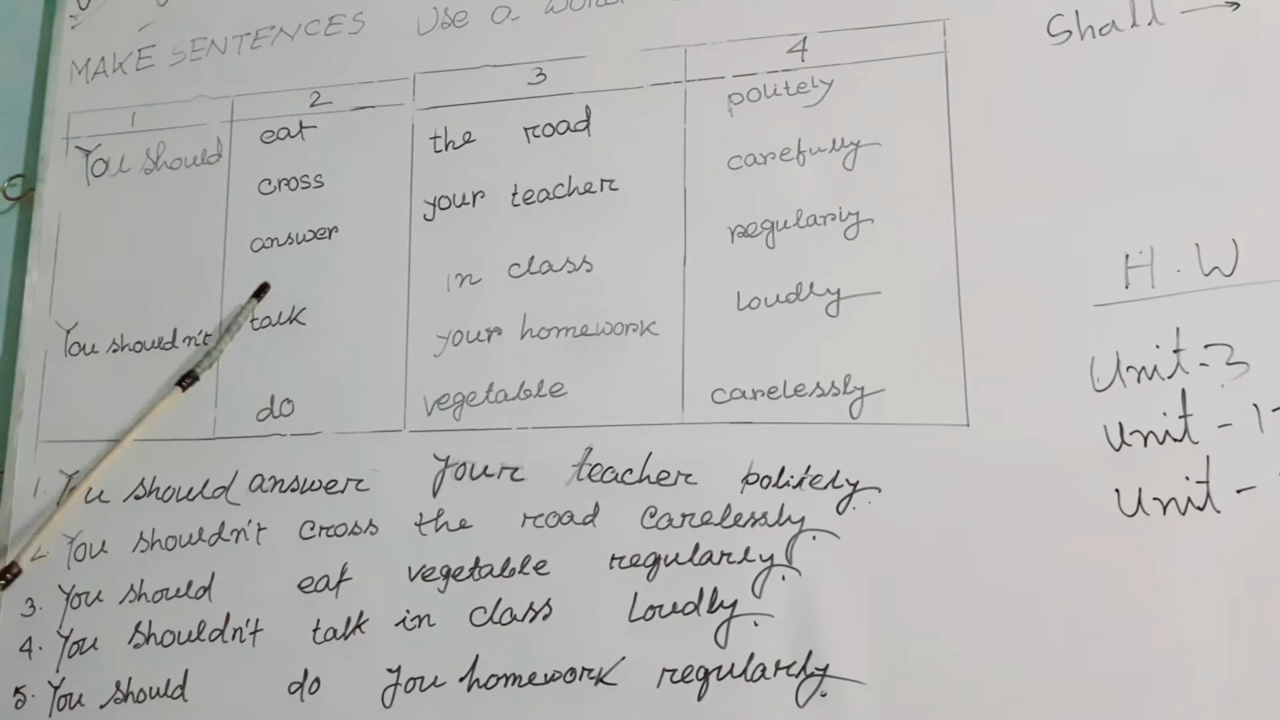 MAKE SENTENCES Use a
Shall →
1 2 3 4
You should eat the road politely
cross your teacher carefully
answer in class regularly
You shouldn't talk your homework loudly
do vegetable carelessly
H.W
Unit-3
Unit - 1
Unit -
1. You should answer your teacher politely.
2. You shouldn't cross the road carelessly.
3. You should eat vegetable regularly.
4. You shouldn't talk in class loudly.
5. You should do you homework regularly.